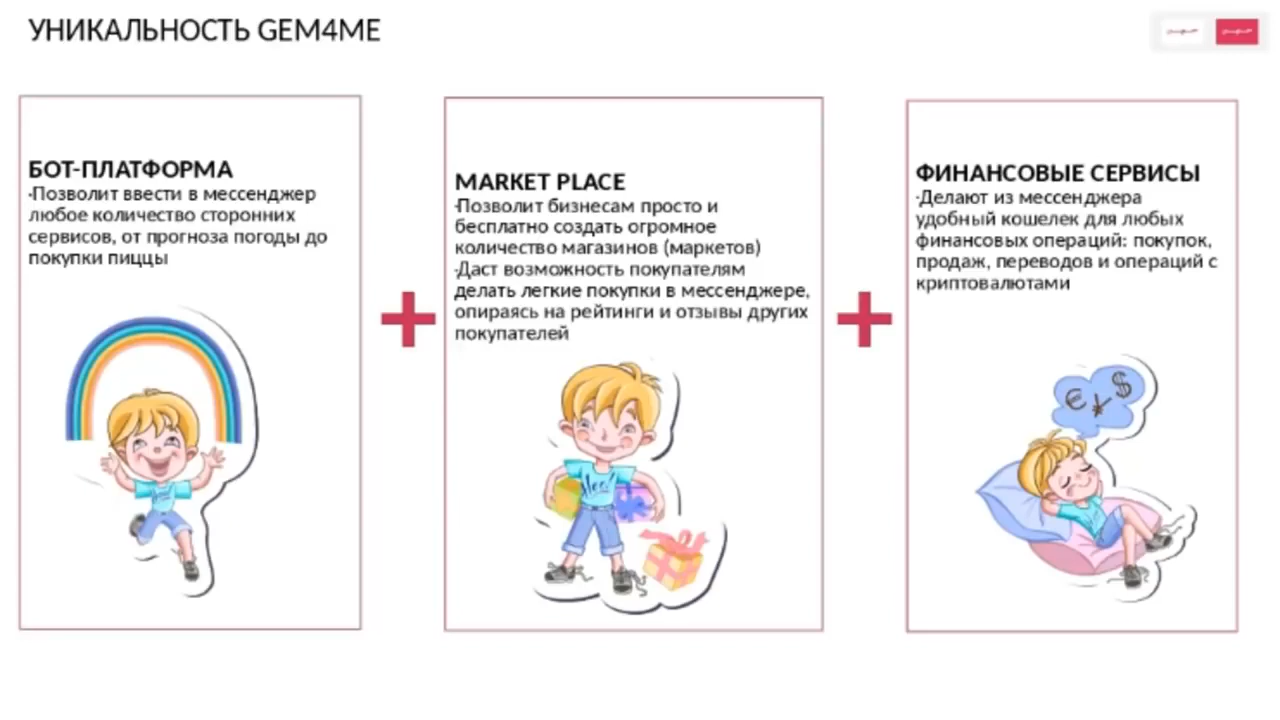 УНИКАЛЬНОСТЬ GEM4ME
БОТ-ПЛАТФОРМА
·Позволит ввести в мессенджер
любое количество сторонних
сервисов, от прогноза погоды до
покупки пиццы
MARKET PLACE
·Позволит бизнесам просто и
бесплатно создать огромное
количество магазинов (маркетов)
·Даст возможность покупателям
делать легкие покупки в мессенджере,
опираясь на рейтинги и отзывы других
покупателей
ФИНАНСОВЫЕ СЕРВИСЫ
·Делают из мессенджера
удобный кошелек для любых
финансовых операций: покупок,
продаж, переводов и операций с
криптовалютами
€ ¥ $